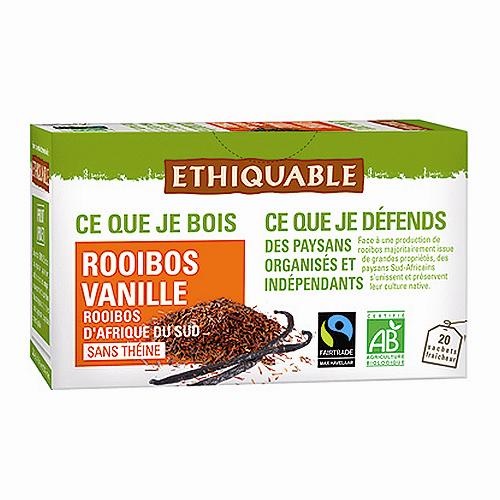 ETHIQUABLE
CE QUE JE BOIS
ROOIBOS
VANILLE
ROOIBOS
D'AFRIQUE DU SUD
SANS THÉINE
CE QUE JE DÉFENDS
DES PAYSANS
ORGANISÉS ET
INDÉPENDANTS
Face à une production de
rooibos majoritairement issue
de grandes propriétés, des
paysans Sud-Africains
s'unissent et préservent
leur culture native.
FAIRTRADE
MAX HAVELAAR
CERTIFIÉ
AB
AGRICULTURE
BIOLOGIQUE
20
sachets
fraîcheur